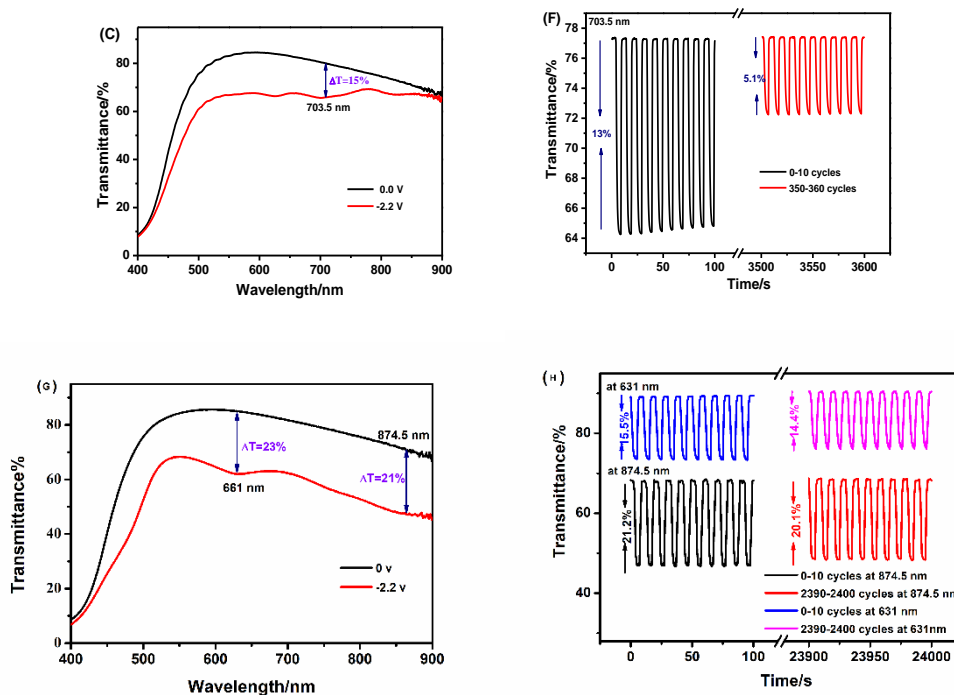 (C)
Transmittance/%
80
60
40
20
0
ΔT=15%
703.5 nm
0.0 V
-2.2 V
400 500 600 700 800 900
Wavelength/nm
(F)
703.5 nm
Transmittance/%
78
76
74
72
70
68
66
64
13%
5.1%
0-10 cycles
350-360 cycles
0 50 100 3500 3550 3600
Time/s
(G)
Transmittance%
80
60
40
20
0
ΔT=23%
661 nm
874.5 nm
ΔT=21%
0 v
-2.2 v
400 500 600 700 800 900
Wavelength/nm
(H)
Transmittance/%
80
60
40
at 631 nm
15.5%
14.4%
at 874.5 nm
21.2%
20.1%
0-10 cycles at 874.5 nm
2390-2400 cycles at 874.5 nm
0-10 cycles at 631 nm
2390-2400 cycles at 631nm
0 50 100 23900 23950 24000
Time/s